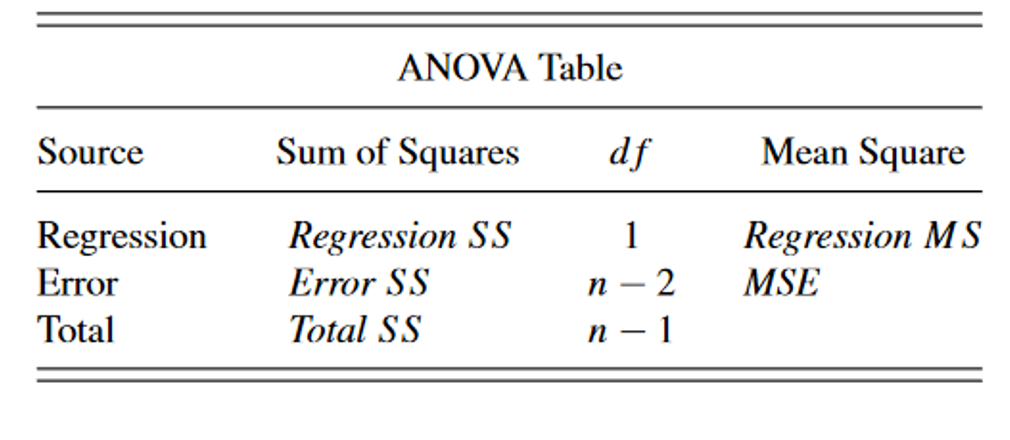 ANOVA Table
Source Sum of Squares df Mean Square
Regression Regression SS 1 Regression MS
Error Error SS n − 2 MSE
Total Total SS n − 1